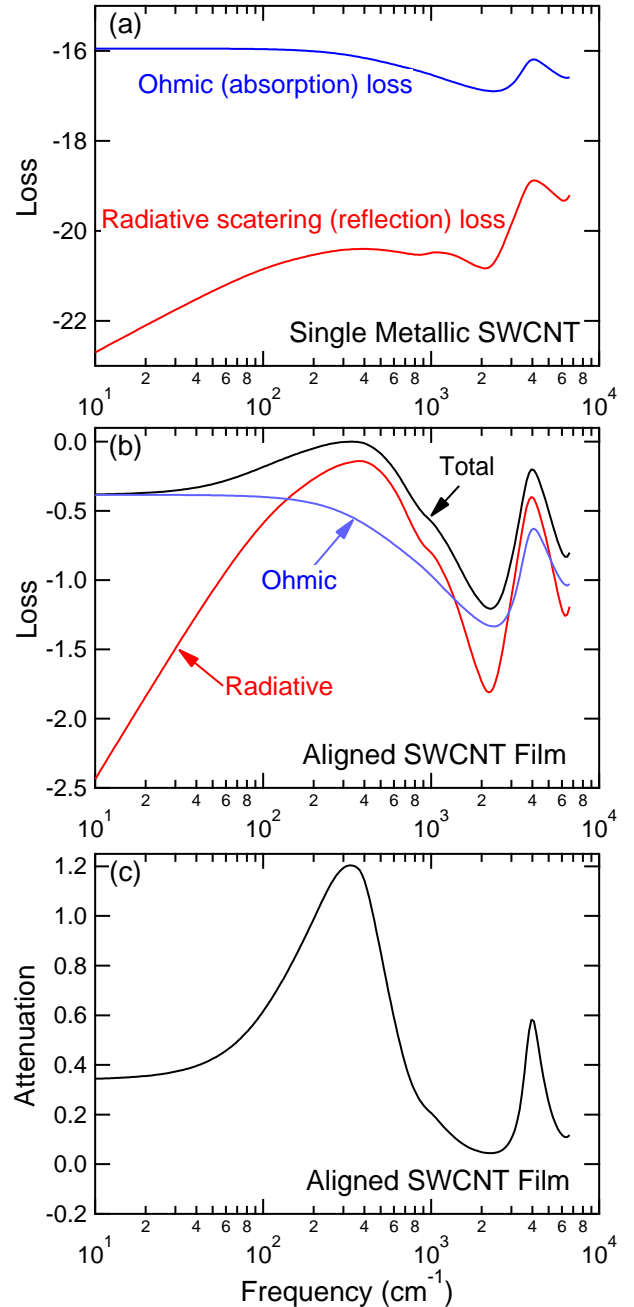 (a)
-16
Ohmic (absorption) loss
-18
Loss
-20
Radiative scatering (reflection) loss
-22
Single Metallic SWCNT
10^1 2 4 6 8 10^2 2 4 6 8 10^3 2 4 6 8 10^4
(b)
0.0
Total
-0.5
Ohmic
-1.0
Loss
-1.5
Radiative
-2.0
Aligned SWCNT Film
-2.5
10^1 2 4 6 8 10^2 2 4 6 8 10^3 2 4 6 8 10^4
(c)
1.2
1.0
0.8
0.6
Attenuation
0.4
0.2
0.0
Aligned SWCNT Film
-0.2
10^1 2 4 6 8 10^2 2 4 6 8 10^3 2 4 6 8 10^4
Frequency (cm^-1)